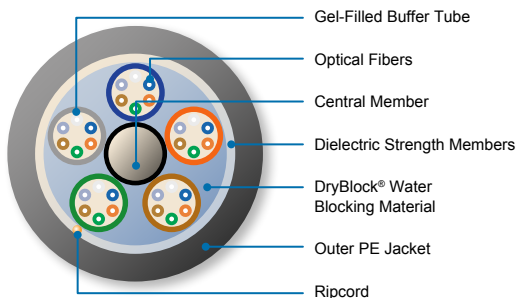 Gel-Filled Buffer Tube
Optical Fibers
Central Member
Dielectric Strength Members
DryBlock® Water
Blocking Material
Outer PE Jacket
Ripcord